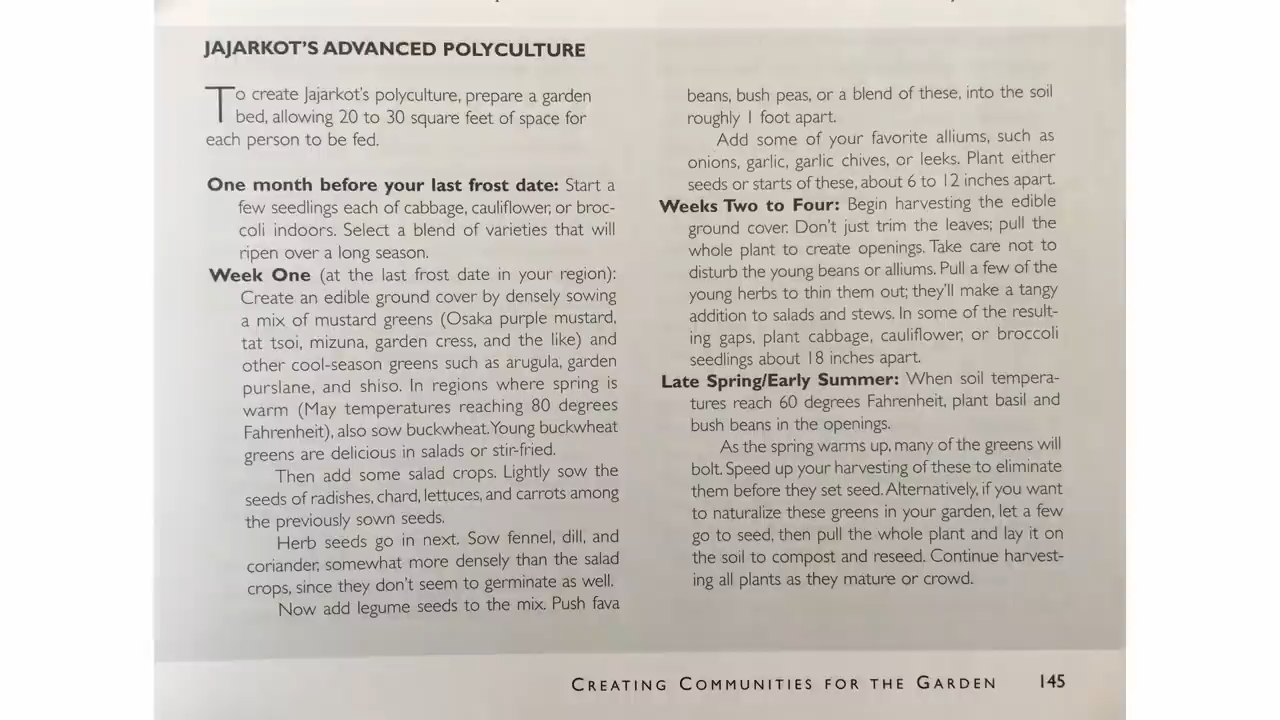 JAJARKOT'S ADVANCED POLYCULTURE
To create Jajarkot's polyculture, prepare a garden
bed, allowing 20 to 30 square feet of space for
each person to be fed.
One month before your last frost date: Start a
few seedlings each of cabbage, cauliflower, or broc-
coli indoors. Select a blend of varieties that will
ripen over a long season.
Week One (at the last frost date in your region):
Create an edible ground cover by densely sowing
a mix of mustard greens (Osaka purple mustard,
tat tsoi, mizuna, garden cress, and the like) and
other cool-season greens such as arugula, garden
purslane, and shiso. In regions where spring is
warm (May temperatures reaching 80 degrees
Fahrenheit), also sow buckwheat. Young buckwheat
greens are delicious in salads or stir-fried.
Then add some salad crops. Lightly sow the
seeds of radishes, chard, lettuces, and carrots among
the previously sown seeds.
Herb seeds go in next. Sow fennel, dill, and
coriander, somewhat more densely than the salad
crops, since they don't seem to germinate as well.
Now add legume seeds to the mix. Push fava
beans, bush peas, or a blend of these, into the soil
roughly 1 foot apart.
Add some of your favorite alliums, such as
onions, garlic, garlic chives, or leeks. Plant either
seeds or starts of these, about 6 to 12 inches apart.
Weeks Two to Four: Begin harvesting the edible
ground cover. Don't just trim the leaves; pull the
whole plant to create openings. Take care not to
disturb the young beans or alliums. Pull a few of the
young herbs to thin them out; they'll make a tangy
addition to salads and stews. In some of the result-
ing gaps, plant cabbage, cauliflower, or broccoli
seedlings about 18 inches apart.
Late Spring/Early Summer: When soil tempera-
tures reach 60 degrees Fahrenheit, plant basil and
bush beans in the openings.
As the spring warms up, many of the greens will
bolt. Speed up your harvesting of these to eliminate
them before they set seed. Alternatively, if you want
to naturalize these greens in your garden, let a few
go to seed, then pull the whole plant and lay it on
the soil to compost and reseed. Continue harvest-
ing all plants as they mature or crowd.
CREATING COMMUNITIES FOR THE GARDEN 145